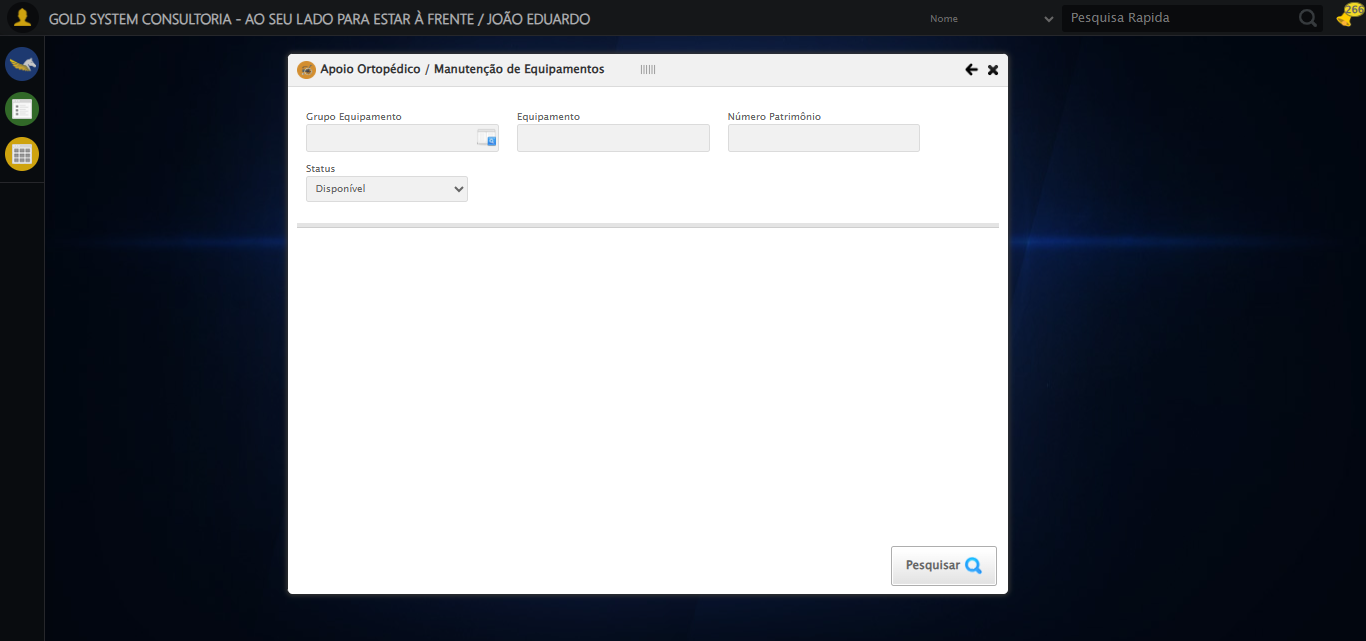 GOLD SYSTEM CONSULTORIA - AO SEU LADO PARA ESTAR À FRENTE / JOÃO EDUARDO
Nome
Pesquisa Rapida
266
Apoio Ortopédico / Manutenção de Equipamentos
Grupo Equipamento
Equipamento
Número Patrimônio
Status
Disponível
Pesquisar